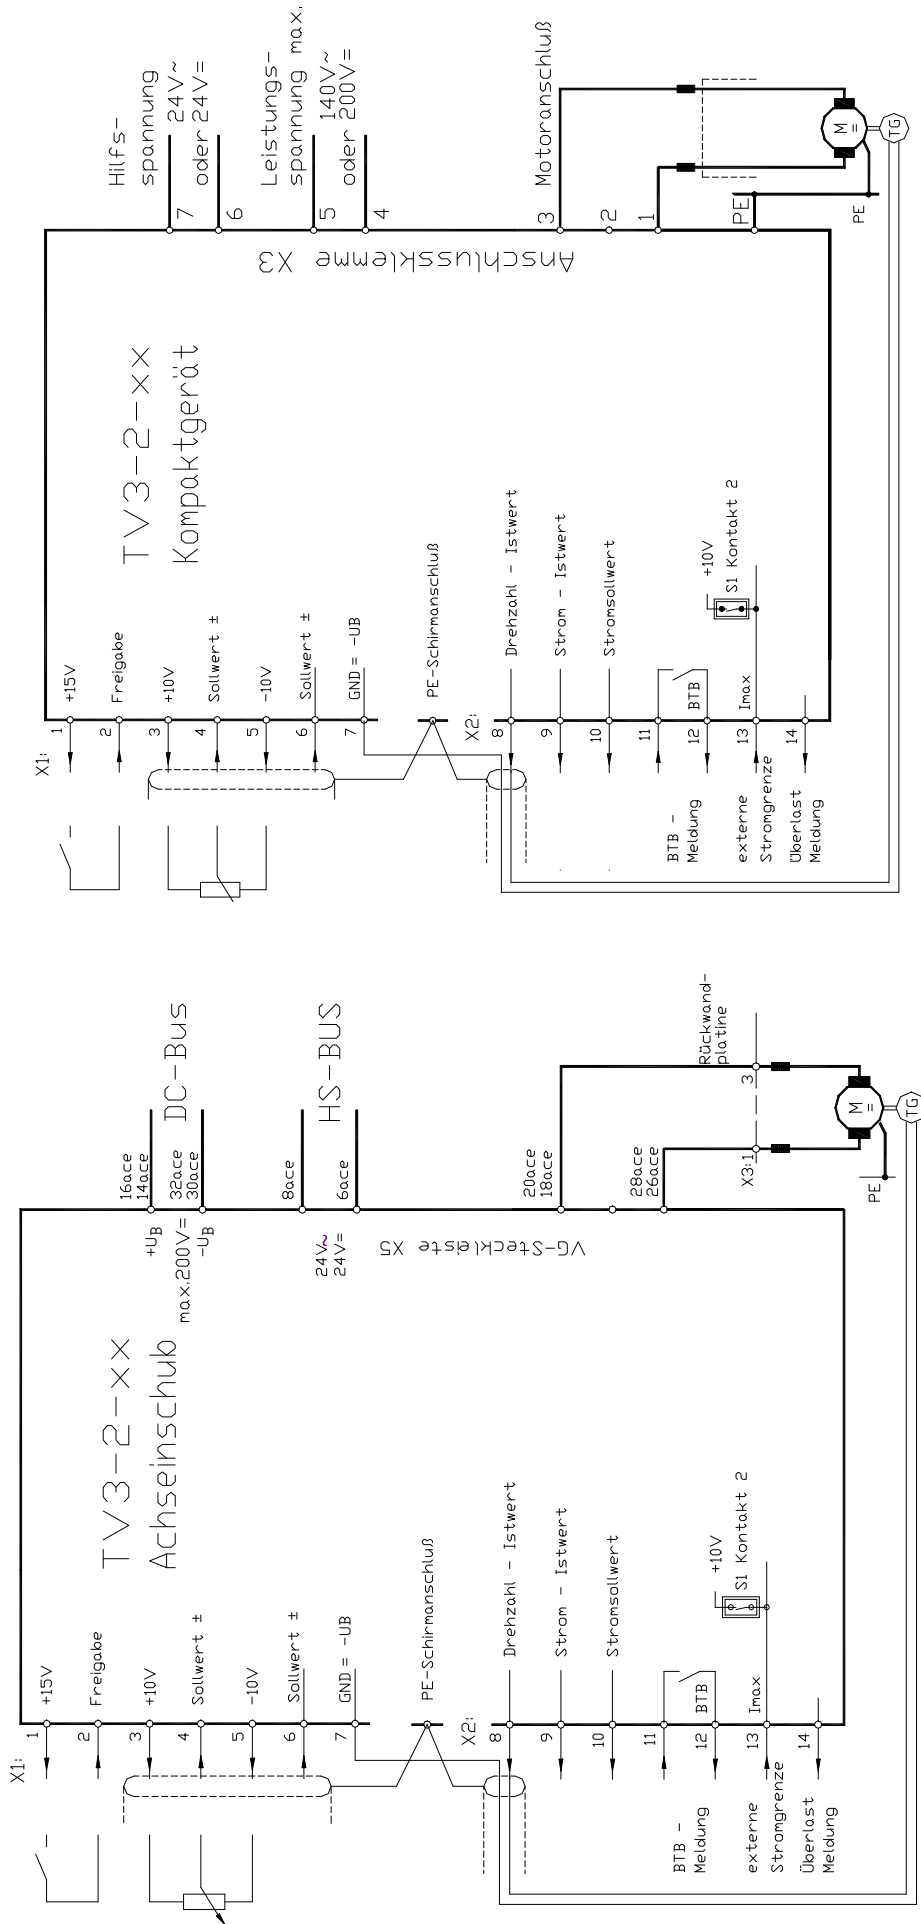 Hilfs-
spannung
24V~
oder 24V=
Leistungs-
spannung max.
140V~
oder 200V=
Motoranschluß
7
6
5
4
3
2
1
PE
PE
M
=
TG
Anschlussklemme X3
TV3-2-xx
Kompaktgerät
+15V
Freigabe
+10V
Sollwert ±
-10V
Sollwert ±
GND = -UB
PE-Schirmanschluß
Drehzahl - Istwert
Strom - Istwert
Stromsollwert
BTB
+10V
S1 Kontakt 2
Imax
X1:
1
2
3
4
5
6
7
X2:
8
9
10
11
12
13
14
BTB -
Meldung
externe
Stromgrenze
Überlast
Meldung
DC-Bus
HS-BUS
16ace
14ace
32ace
30ace
8ace
6ace
20ace
18ace
28ace
26ace
Rückwand-
platine
X3:1
3
PE
M
=
TG
+UB
max.200V=
-UB
24V~
24V=
VG-Steckleiste X5
TV3-2-xx
Achseinschub
+15V
Freigabe
+10V
Sollwert ±
-10V
Sollwert ±
GND = -UB
PE-Schirmanschluß
Drehzahl - Istwert
Strom - Istwert
Stromsollwert
BTB
+10V
S1 Kontakt 2
Imax
X1:
1
2
3
4
5
6
7
X2:
8
9
10
11
12
13
14
BTB -
Meldung
externe
Stromgrenze
Überlast
Meldung